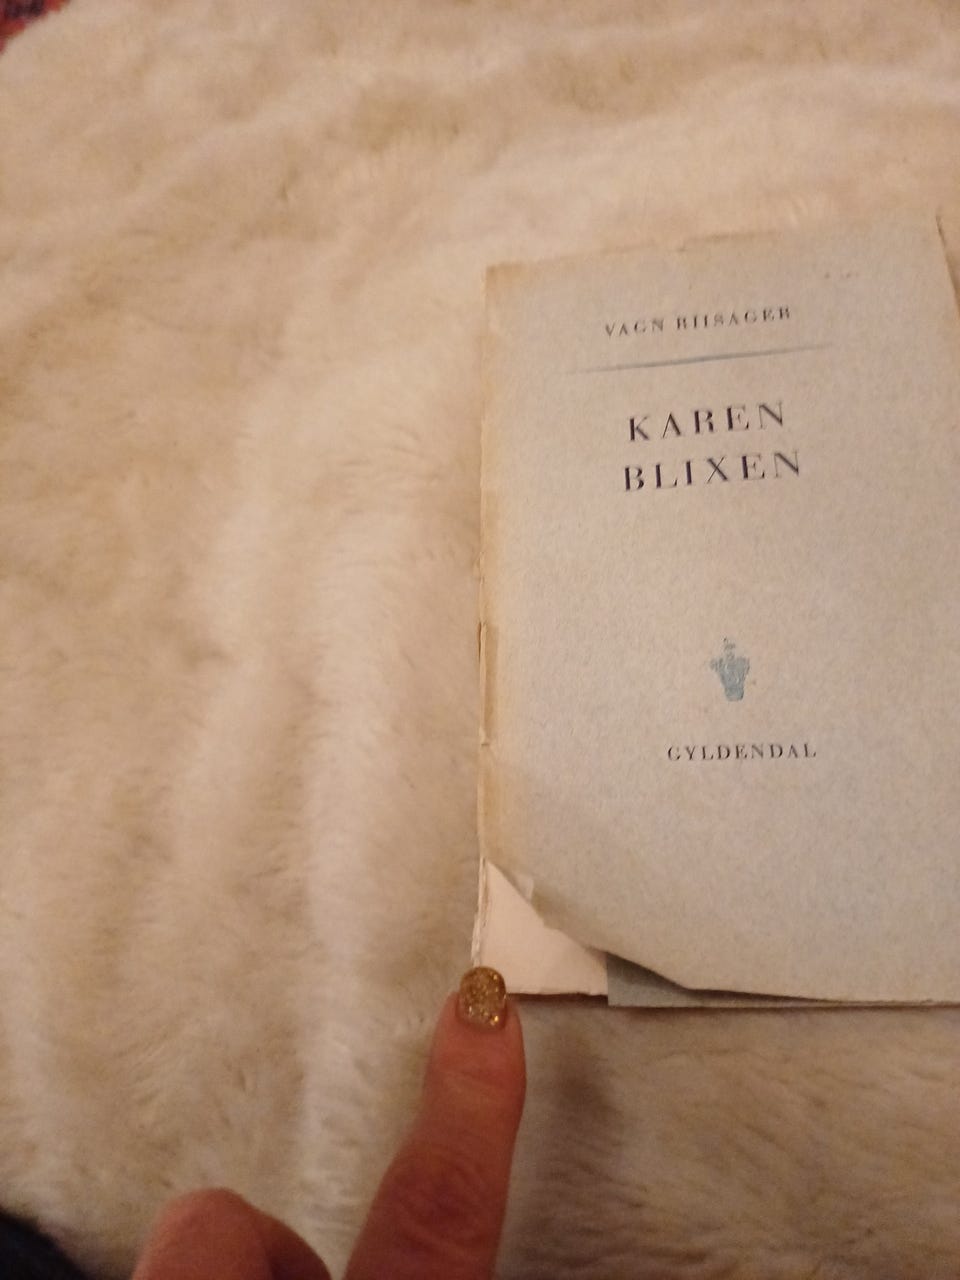 VAGN RIISAGER
KAREN
BLIXEN
GYLDENDAL